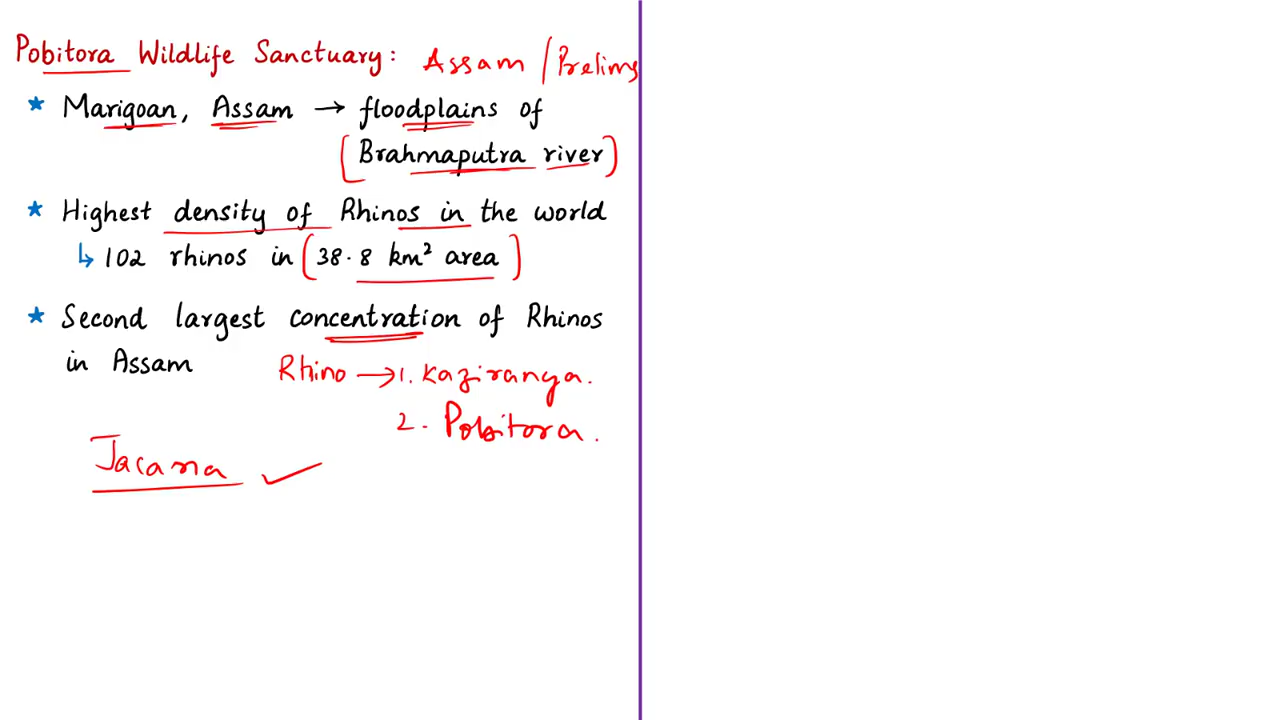 Pobitora Wildlife Sanctuary: Assam / Prelims
* Marigoan, Assam → floodplains of
[Brahmaputra river]
* Highest density of Rhinos in the world
↳ 102 rhinos in [38.8 km² area]
* Second largest concentration of Rhinos
in Assam
Rhino → 1. Kaziranga.
2. Pobitora.
Jacana ✓